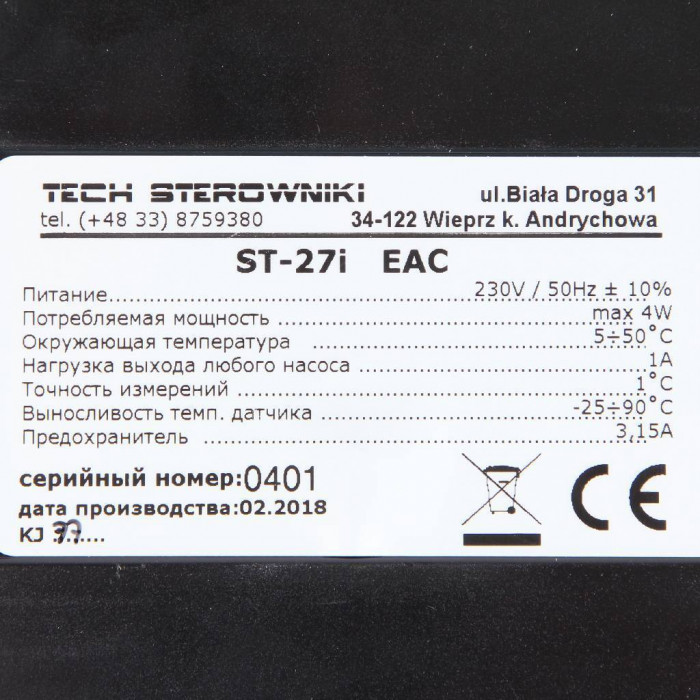 TECH STEROWNIKI ul.Biała Droga 31
tel. (+48 33) 8759380 34-122 Wieprz k. Andrychowa
ST-27i EAC
Питание........................................................230V / 50Hz ± 10%
Потребляемая мощность ........................................max 4W
Окружающая температура ........................................5÷50°C
Нагрузка выхода любого насоса ........................................1A
Точность измерений ........................................1°C
Выносливость темп. датчика ........................................-25÷90°C
Предохранитель ........................................3,15A
серийный номер:0401
дата производства:02.2018
KJ
CE